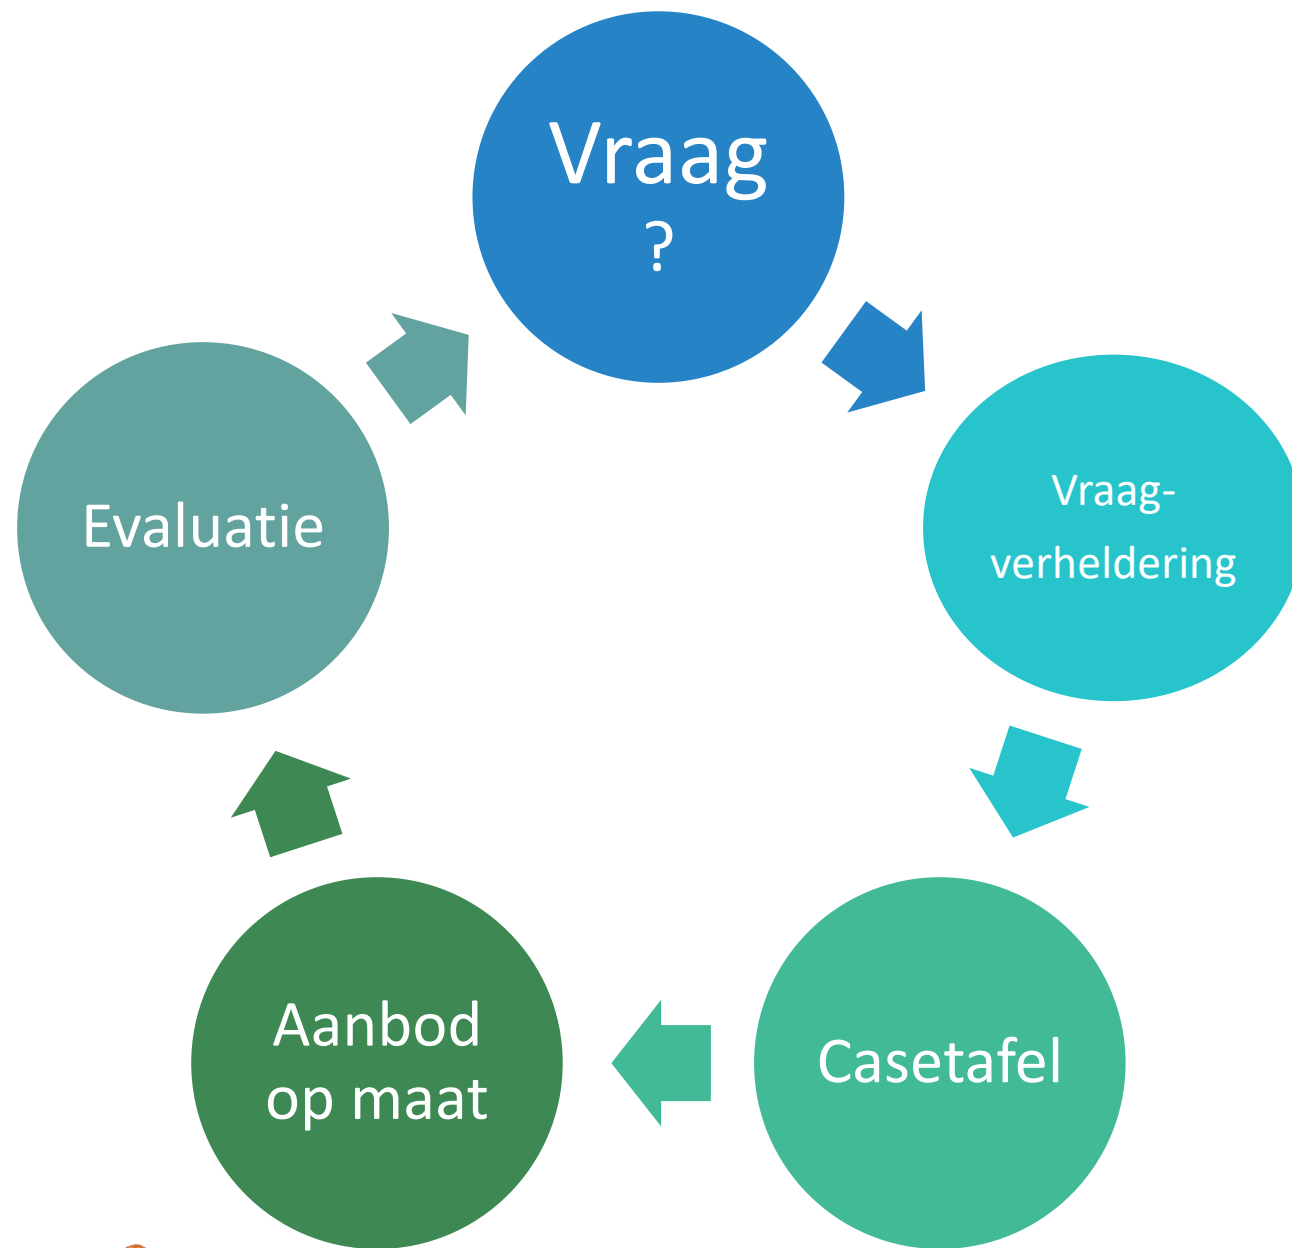 Vraag
?
Vraag-
verheldering
Casetafel
Aanbod
op maat
Evaluatie